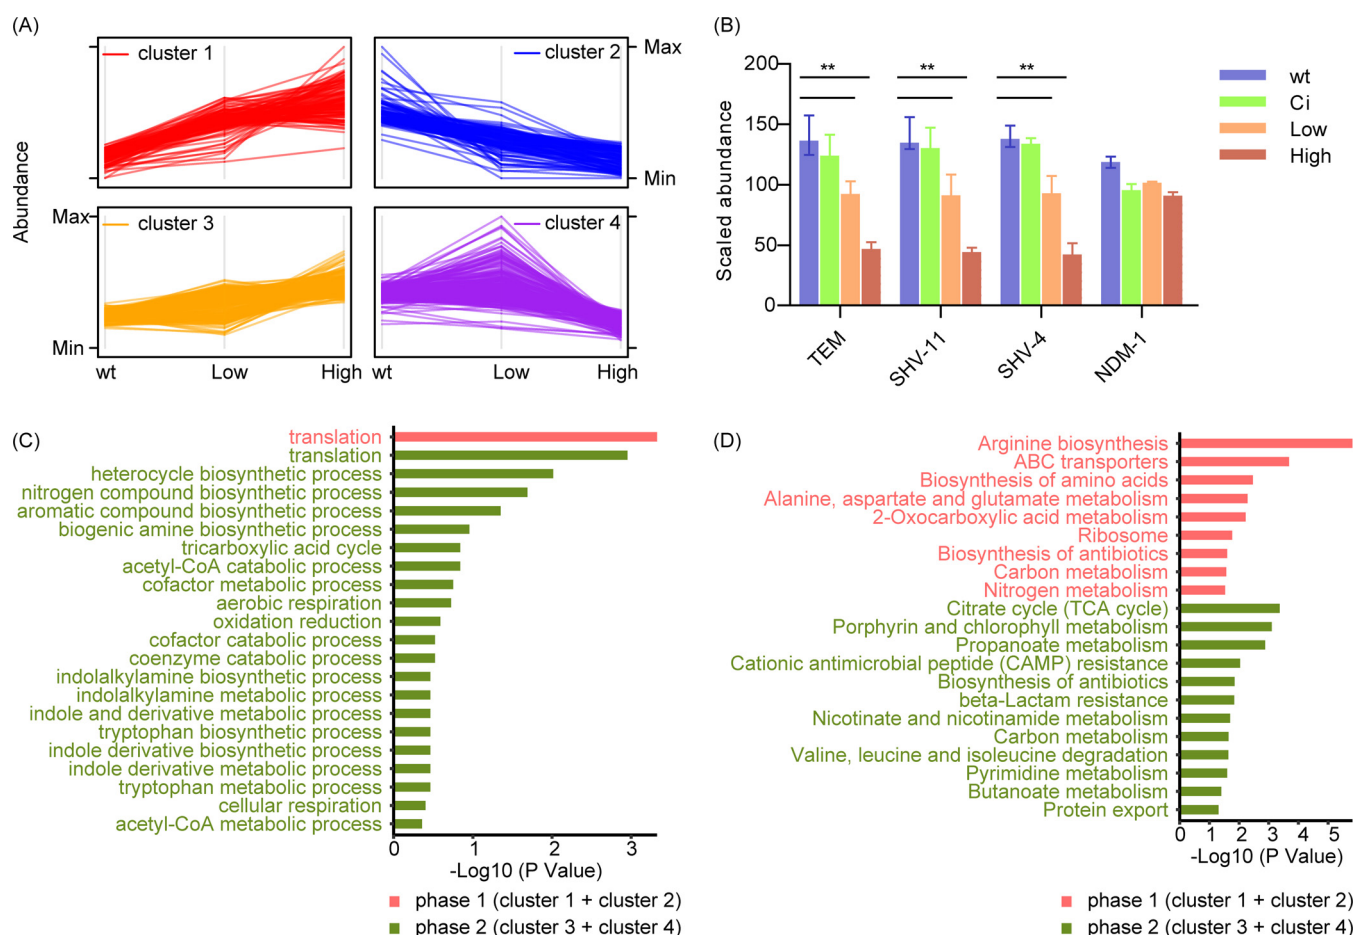 (A)
cluster 1
cluster 2
Max
Min
Abundance
Max
cluster 3
cluster 4
Min
wt
Low
High
wt
Low
High
(B)
200
150
100
50
0
Scaled abundance
**
**
**
wt
Ci
Low
High
TEM
SHV-11
SHV-4
NDM-1
(C)
translation
translation
heterocycle biosynthetic process
nitrogen compound biosynthetic process
aromatic compound biosynthetic process
biogenic amine biosynthetic process
tricarboxylic acid cycle
acetyl-CoA catabolic process
cofactor metabolic process
aerobic respiration
oxidation reduction
cofactor catabolic process
coenzyme catabolic process
indolalkylamine biosynthetic process
indolalkylamine metabolic process
indole and derivative metabolic process
tryptophan biosynthetic process
indole derivative biosynthetic process
indole derivative metabolic process
tryptophan metabolic process
cellular respiration
acetyl-CoA metabolic process
0 1 2 3
-Log10 (P Value)
phase 1 (cluster 1 + cluster 2)
phase 2 (cluster 3 + cluster 4)
(D)
Arginine biosynthesis
ABC transporters
Biosynthesis of amino acids
Alanine, aspartate and glutamate metabolism
2-Oxocarboxylic acid metabolism
Ribosome
Biosynthesis of antibiotics
Carbon metabolism
Nitrogen metabolism
Citrate cycle (TCA cycle)
Porphyrin and chlorophyll metabolism
Propanoate metabolism
Cationic antimicrobial peptide (CAMP) resistance
Biosynthesis of antibiotics
beta-Lactam resistance
Nicotinate and nicotinamide metabolism
Carbon metabolism
Valine, leucine and isoleucine degradation
Pyrimidine metabolism
Butanoate metabolism
Protein export
0 1 2 3 4 5
-Log10 (P Value)
phase 1 (cluster 1 + cluster 2)
phase 2 (cluster 3 + cluster 4)